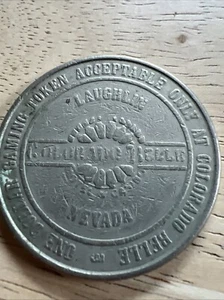 ONE DOLLAR GAMING TOKEN ACCEPTABLE ONLY AT COLORADO BELLE
LAUGHLIN
COLORADO BELLE
NEVADA